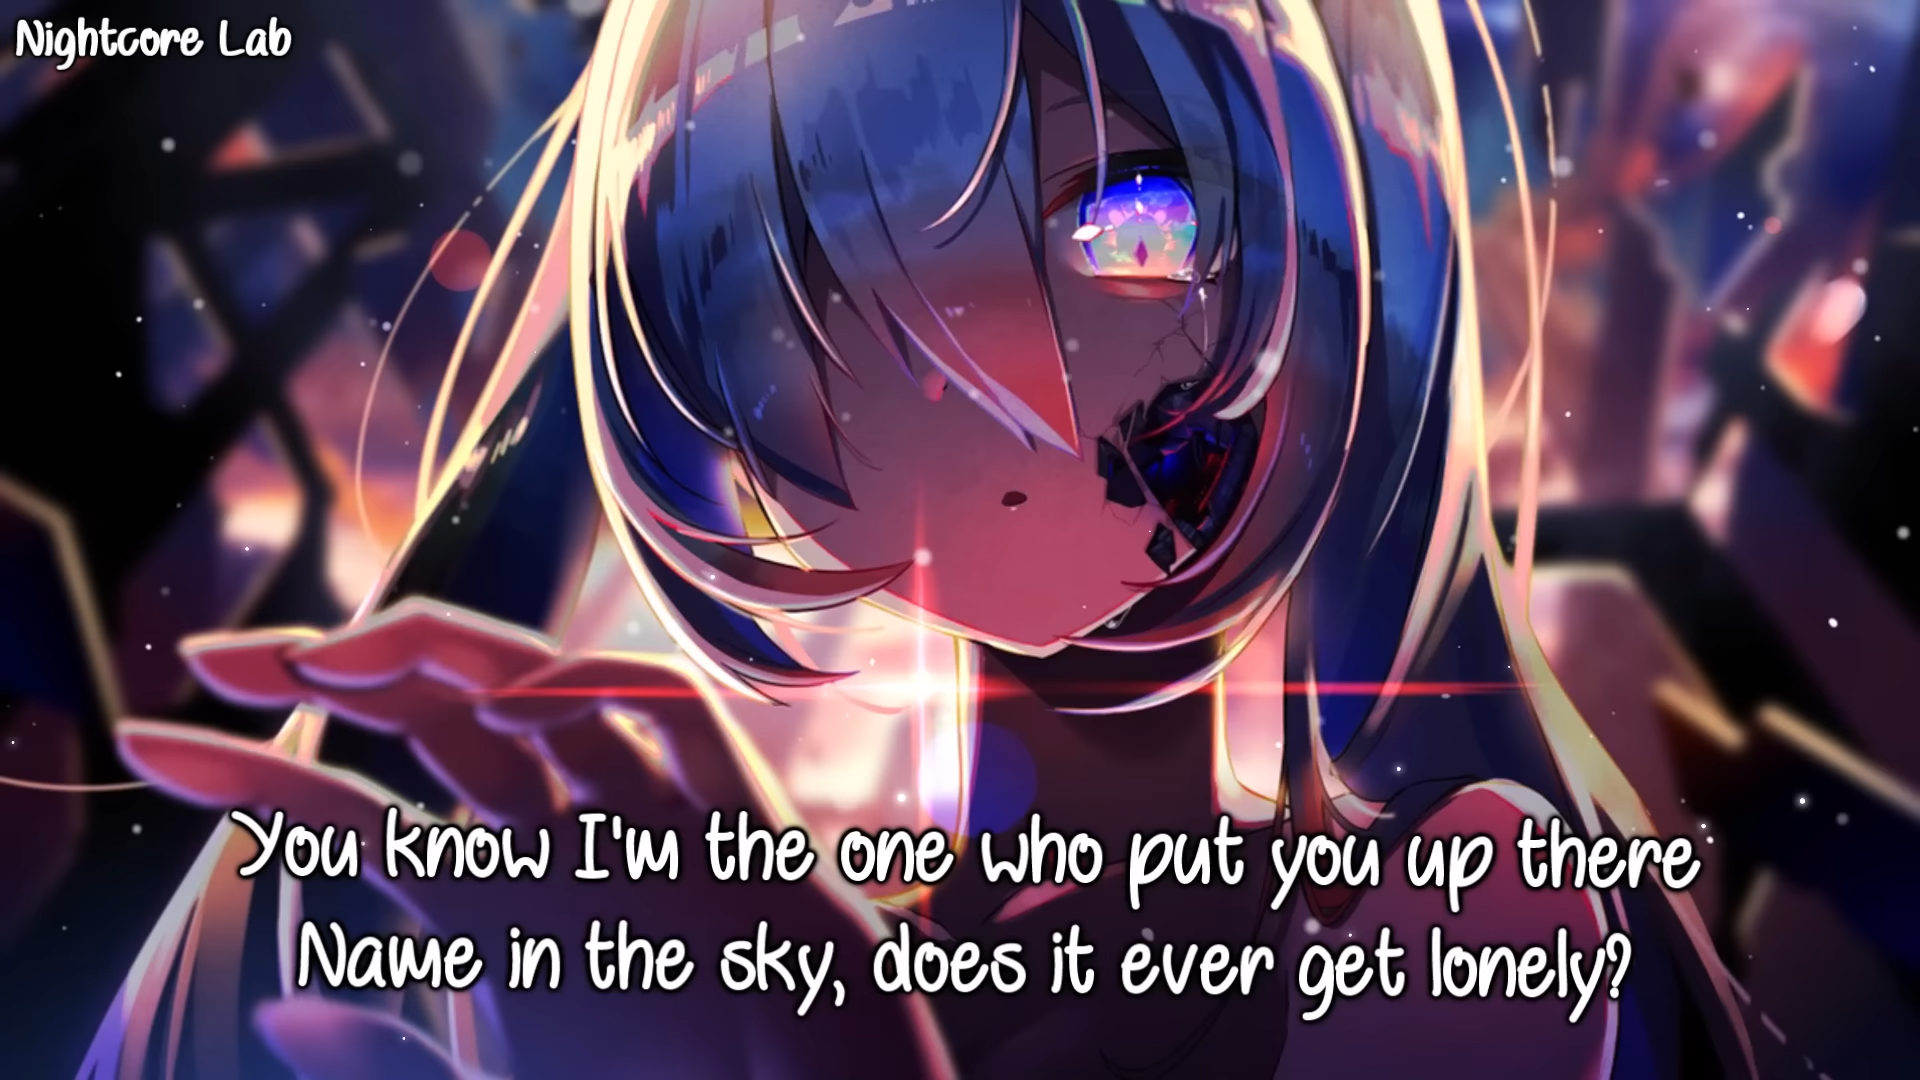 Nightcore Lab
You know I'm the one who put you up there
Name in the sky, does it ever get lonely?